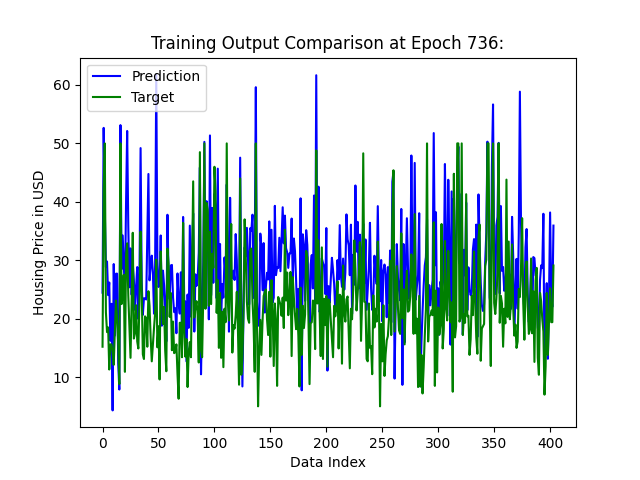 Training Output Comparison at Epoch 736:
Prediction
Target
Housing Price in USD
60
50
40
30
20
10
0 50 100 150 200 250 300 350 400
Data Index